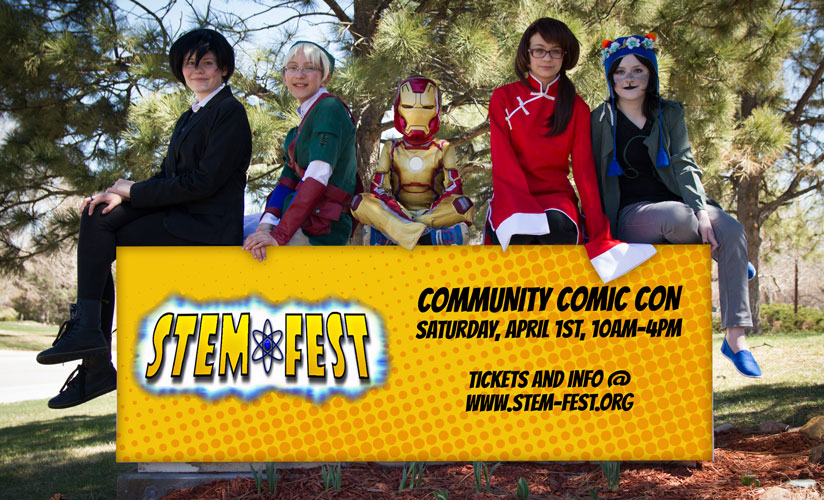 STEM FEST
COMMUNITY COMIC CON
SATURDAY, APRIL 1ST, 10AM-4PM
TICKETS AND INFO @
WWW.STEM-FEST.ORG